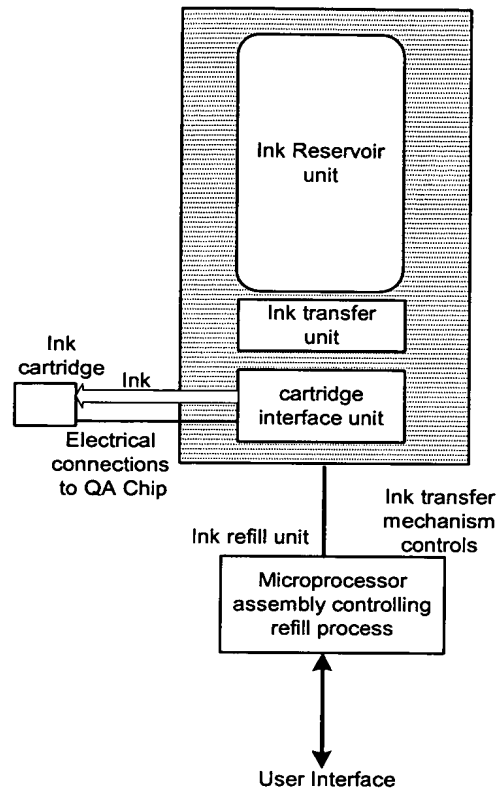 Ink Reservoir
unit
Ink transfer
unit
Ink
cartridge
Ink
cartridge
interface unit
Electrical
connections
to QA Chip
Ink transfer
mechanism
controls
Ink refill unit
Microprocessor
assembly controlling
refill process
User Interface